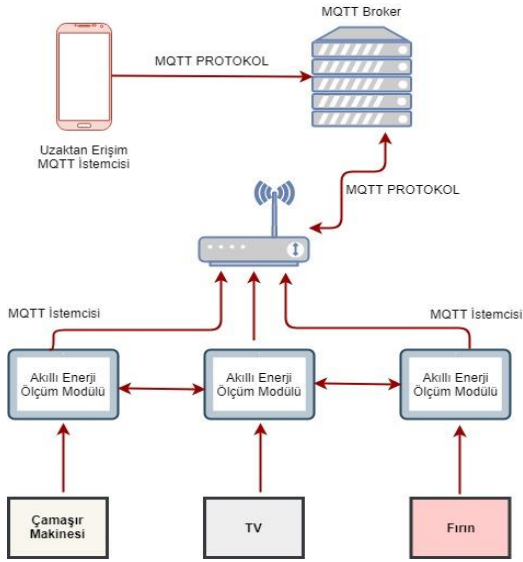 MQTT Broker
MQTT PROTOKOL
Uzaktan Erişim
MQTT İstemcisi
MQTT PROTOKOL
MQTT İstemcisi
MQTT İstemcisi
Akıllı Enerji
Ölçüm Modülü
Akıllı Enerji
Ölçüm Modülü
Akıllı Enerji
Ölçüm Modülü
Çamaşır
Makinesi
TV
Fırın